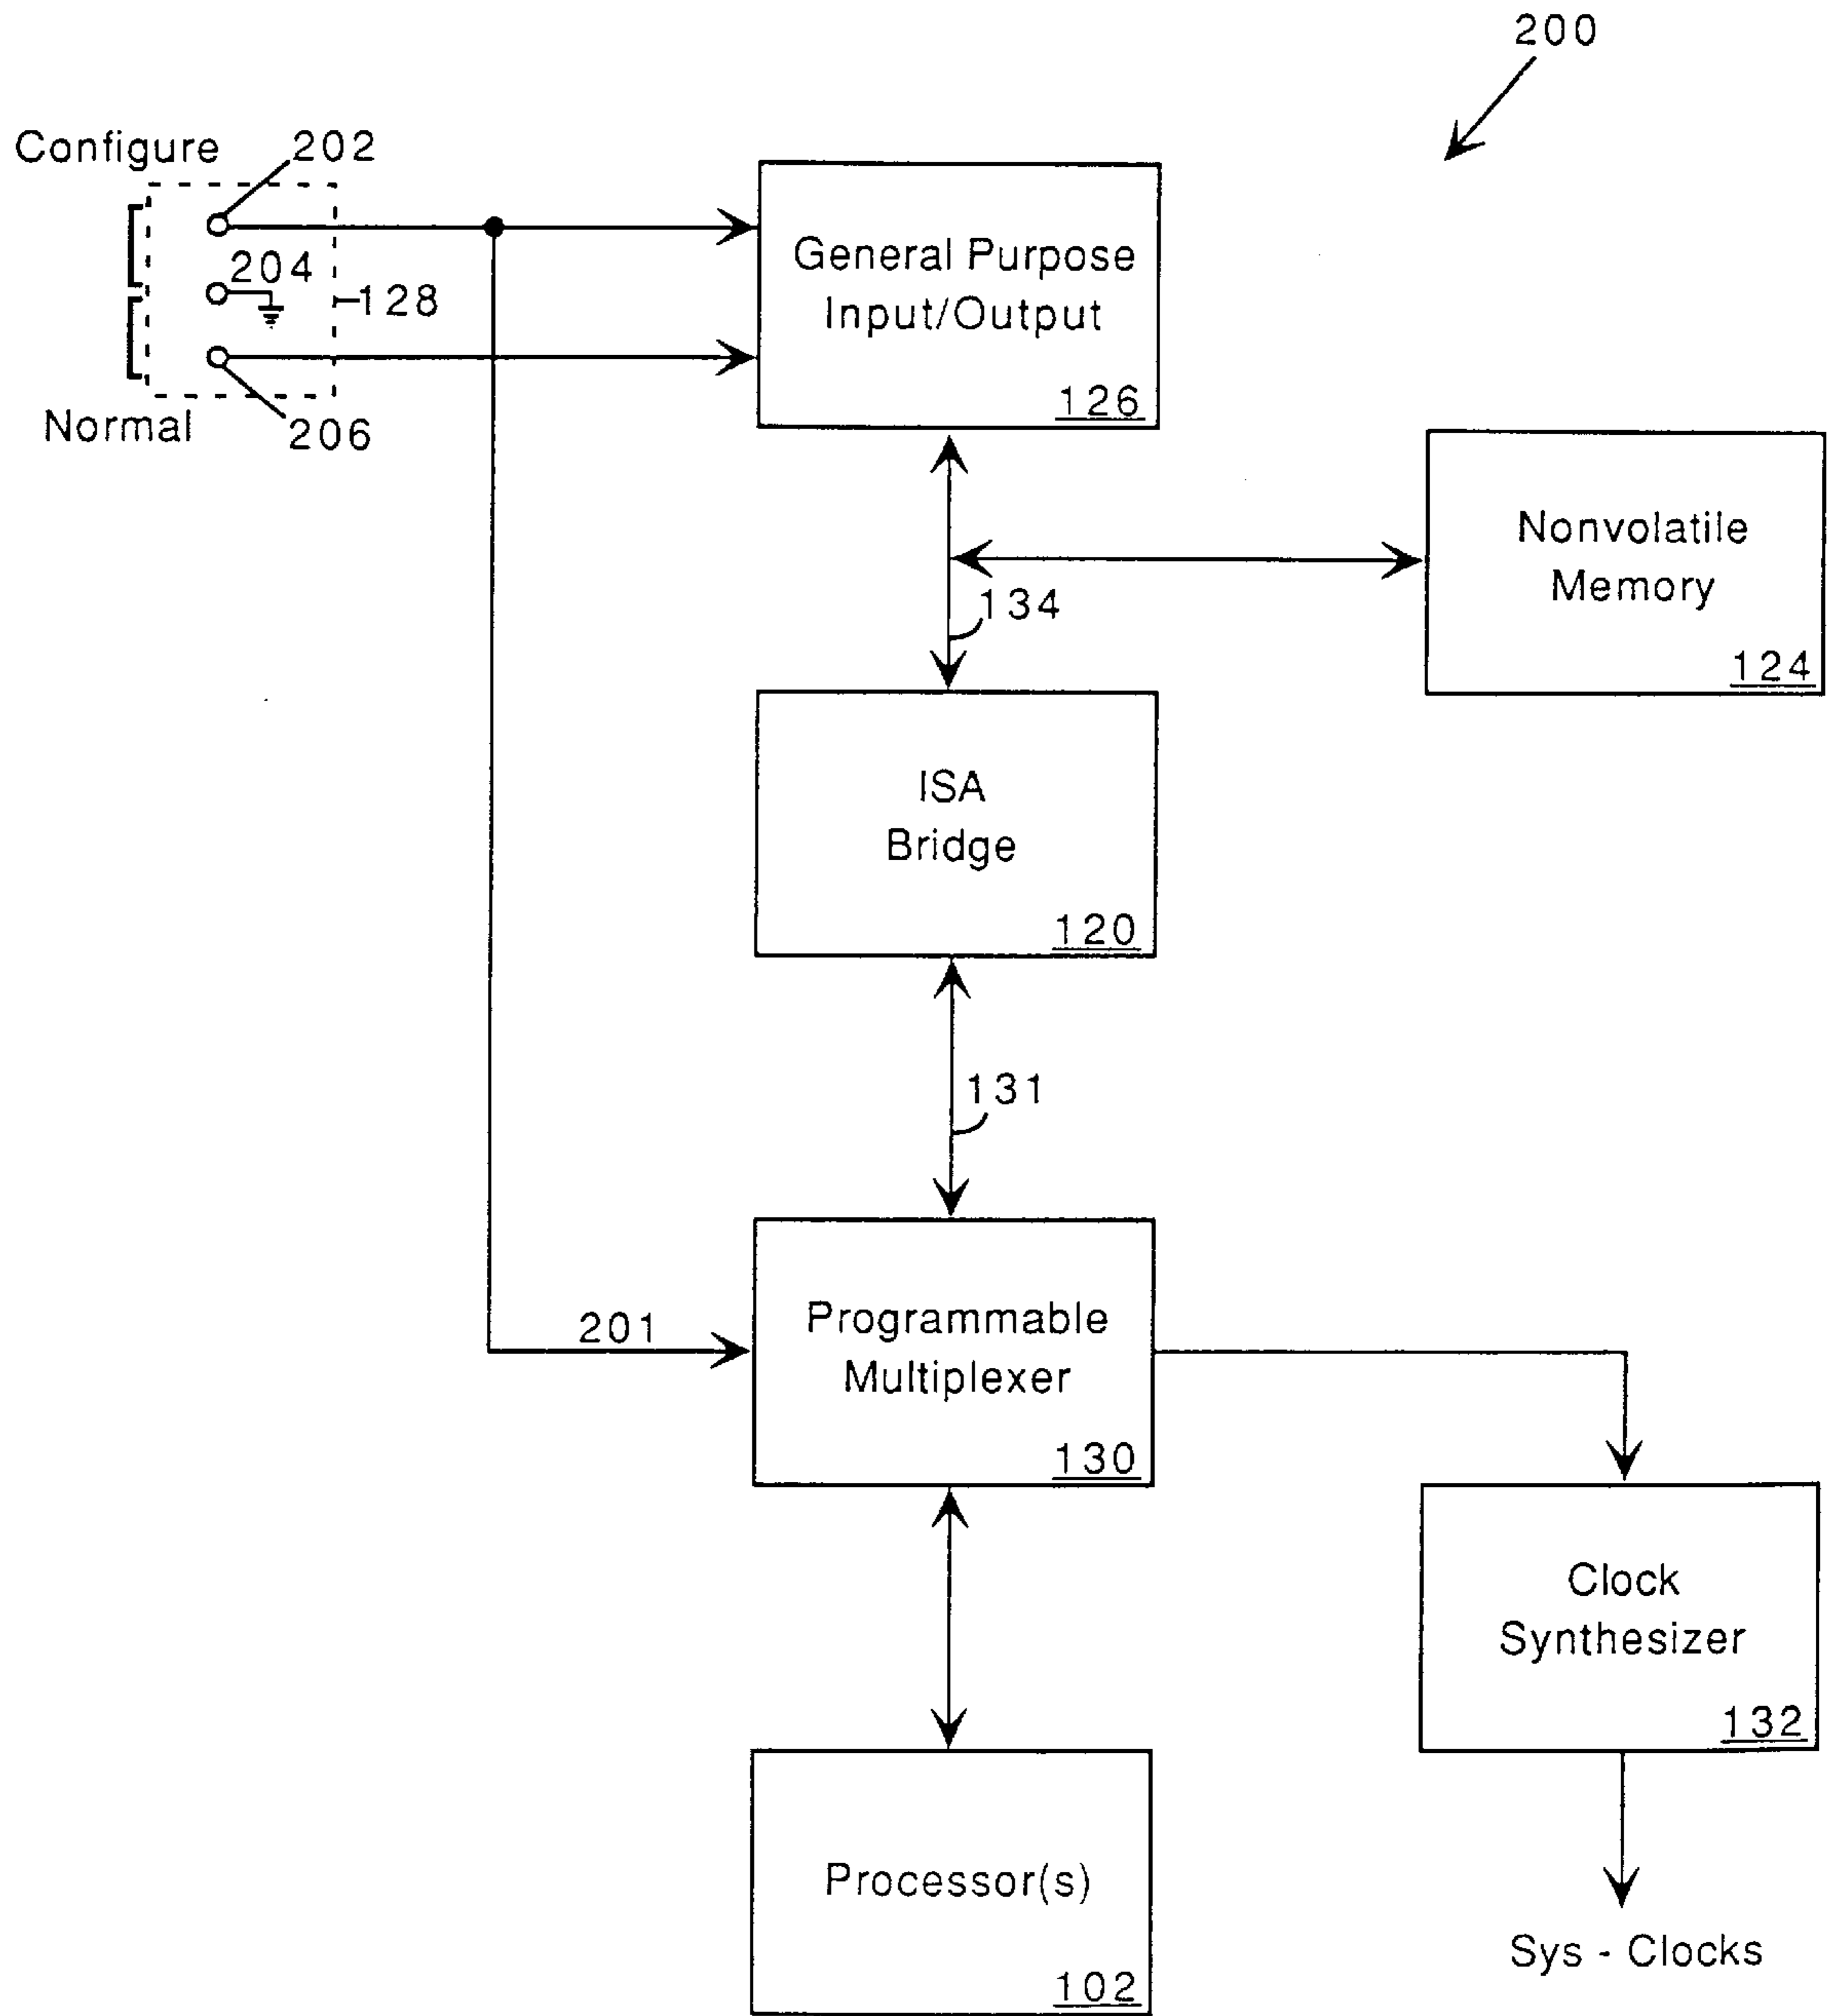 200
Configure
202
204
128
Normal
206
General Purpose
Input/Output
126
Nonvolatile
Memory
124
134
ISA
Bridge
120
131
201
Programmable
Multiplexer
130
Clock
Synthesizer
132
Processor(s)
102
Sys - Clocks